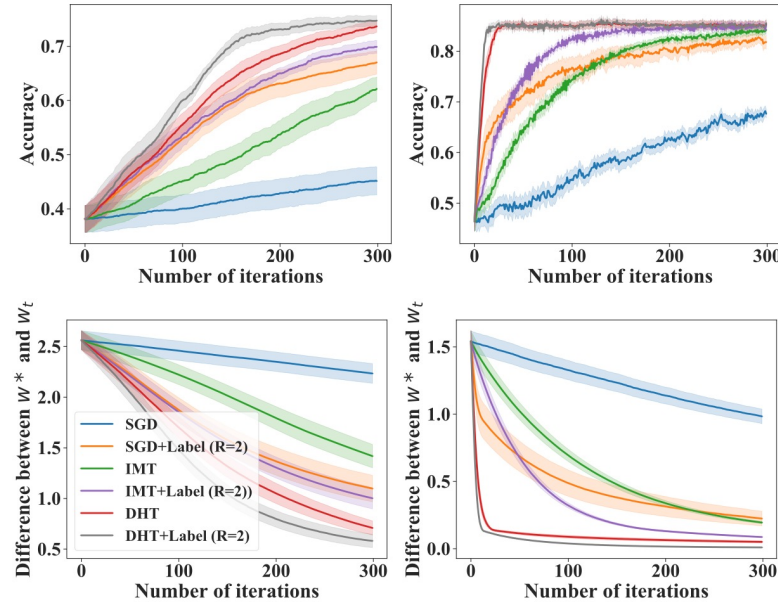 0.7
0.6
0.5
0.4
Accuracy
0
100
200
300
Number of iterations
0.8
0.7
0.6
0.5
Accuracy
0
100
200
300
Number of iterations
2.5
2.0
1.5
1.0
0.5
Difference between w* and w_t
SGD
SGD+Label (R=2)
IMT
IMT+Label (R=2))
DHT
DHT+Label (R=2)
0
100
200
300
Number of iterations
1.5
1.0
0.5
0.0
Difference between w* and w_t
0
100
200
300
Number of iterations